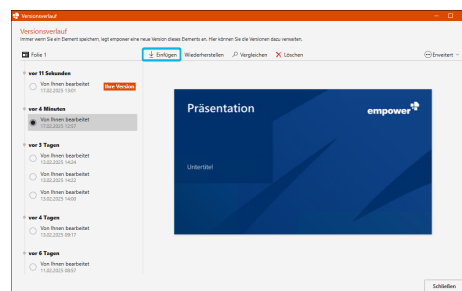 Versionsverlauf
Versionsverlauf
Immer wenn Sie ein Element speichern, legt empower eine neue Version dieses Elements an. Hier können Sie die Versionen dazu verwalten.
Folie 1
Einfügen Wiederherstellen Vergleichen Löschen Erweitert
vor 11 Sekunden
Von Ihnen bearbeitet Ihre Version
17.02.2025 13:01
vor 4 Minuten
Von Ihnen bearbeitet
17.02.2025 12:57
vor 3 Tagen
Von Ihnen bearbeitet
13.02.2025 14:24
Von Ihnen bearbeitet
13.02.2025 14:23
Von Ihnen bearbeitet
13.02.2025 14:00
vor 4 Tagen
Von Ihnen bearbeitet
13.02.2025 09:17
vor 6 Tagen
Von Ihnen bearbeitet
11.02.2025 08:57
Präsentation
empower
Untertitel
Schließen